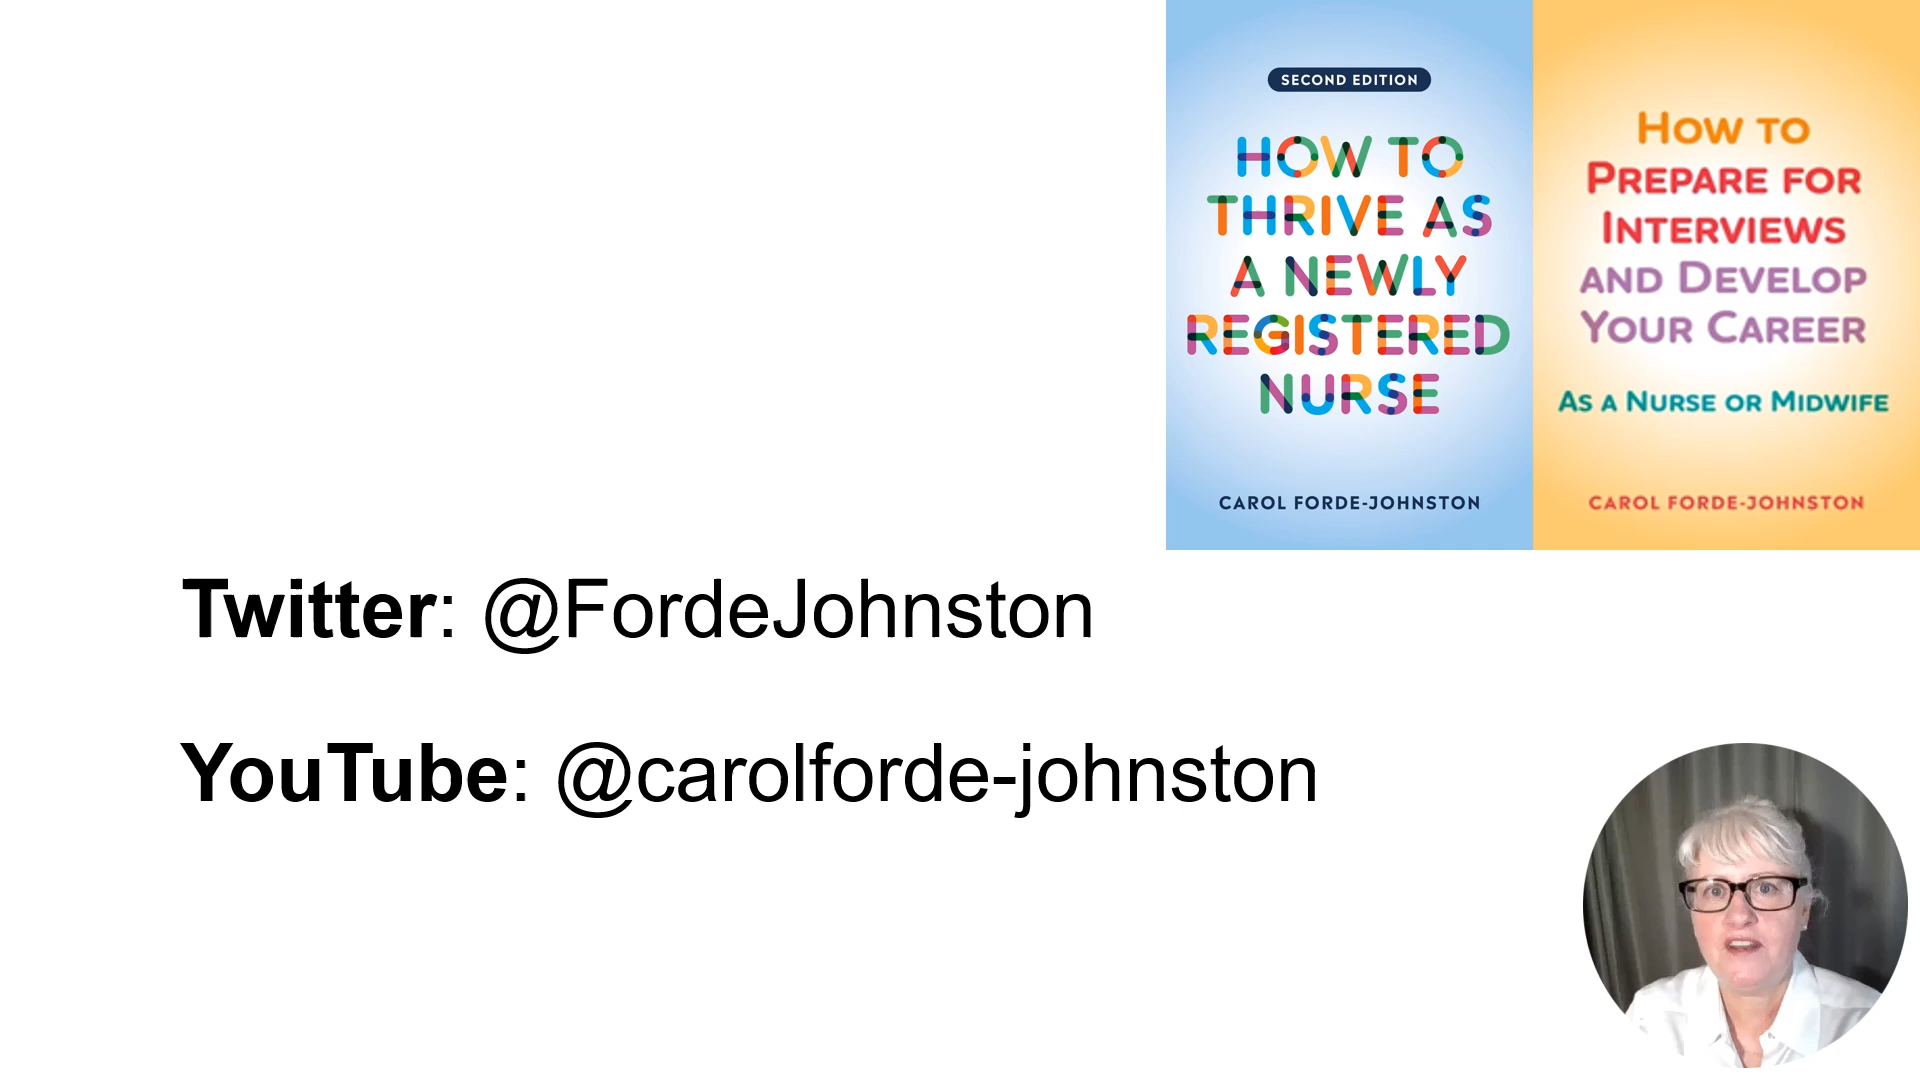 SECOND EDITION
HOW TO
THRIVE AS
A NEWLY
REGISTERED
NURSE
CAROL FORDE-JOHNSTON
HOW TO
PREPARE FOR
INTERVIEWS
AND DEVELOP
YOUR CAREER
AS A NURSE OR MIDWIFE
CAROL FORDE-JOHNSTON
Twitter: @FordeJohnston
YouTube: @carolforde-johnston